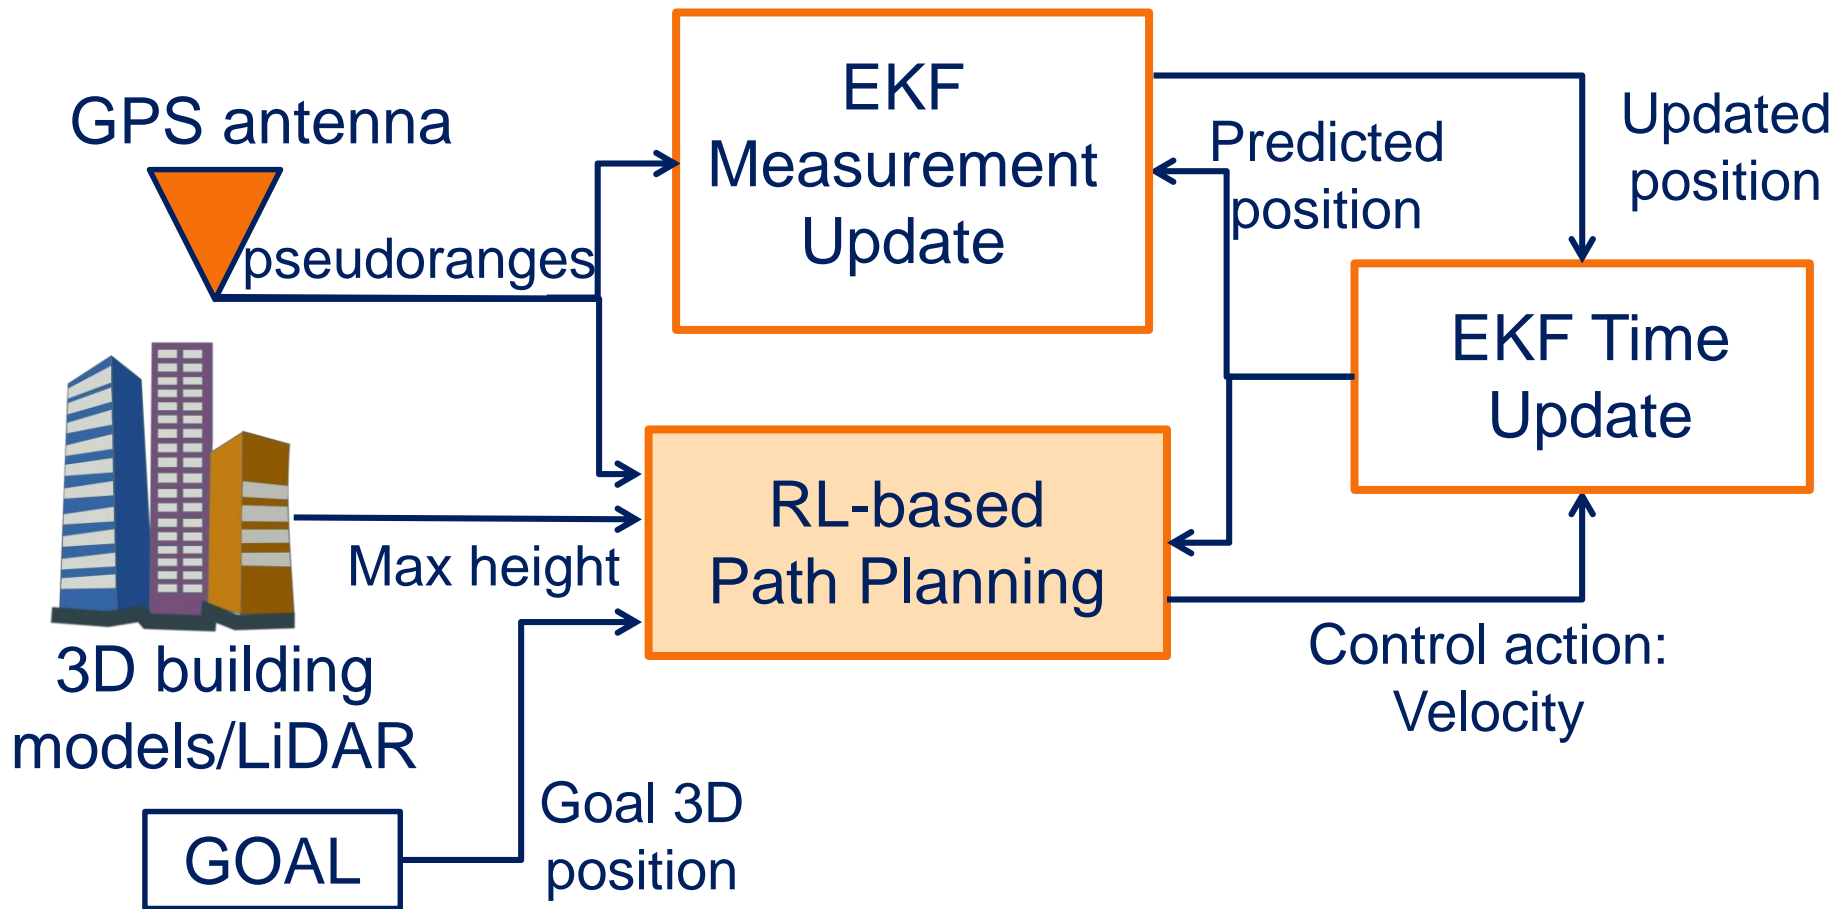 GPS antenna
pseudoranges
EKF
Measurement
Update
Predicted
position
Updated
position
EKF Time
Update
3D building
models/LiDAR
Max height
RL-based
Path Planning
Control action:
Velocity
GOAL
Goal 3D
position